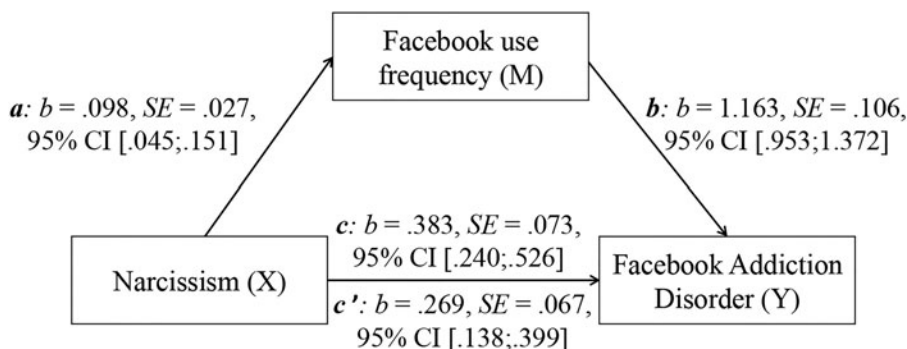 Facebook use
frequency (M)
a: b = .098, SE = .027,
95% CI [.045;.151]
b: b = 1.163, SE = .106,
95% CI [.953;1.372]
c: b = .383, SE = .073,
95% CI [.240;.526]
Narcissism (X)
Facebook Addiction
Disorder (Y)
c': b = .269, SE = .067,
95% CI [.138;.399]